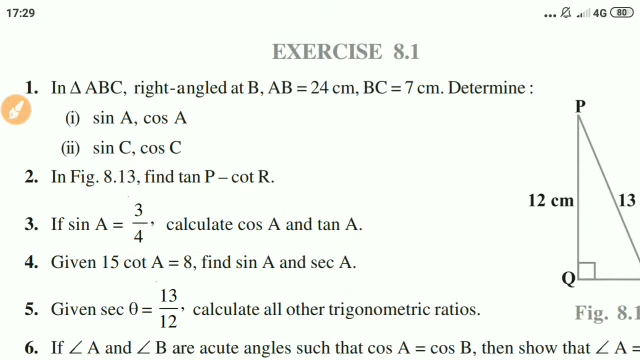 17:29 ... 4G 80
EXERCISE 8.1
1. In Δ ABC, right-angled at B, AB = 24 cm, BC = 7 cm. Determine :
(i) sin A, cos A
(ii) sin C, cos C
P
2. In Fig. 8.13, find tan P – cot R.
12 cm 13
3. If sin A = 3/4, calculate cos A and tan A.
4. Given 15 cot A = 8, find sin A and sec A.
Q
5. Given sec θ = 13/12, calculate all other trigonometric ratios.
Fig. 8.1
6. If ∠ A and ∠ B are acute angles such that cos A = cos B, then show that ∠ A =